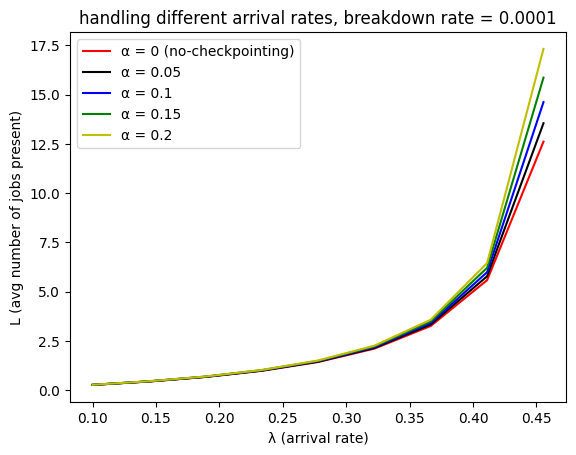 handling different arrival rates, breakdown rate = 0.0001
α = 0 (no-checkpointing)
α = 0.05
α = 0.1
α = 0.15
α = 0.2
L (avg number of jobs present)
17.5
15.0
12.5
10.0
7.5
5.0
2.5
0.0
0.10 0.15 0.20 0.25 0.30 0.35 0.40 0.45
λ (arrival rate)